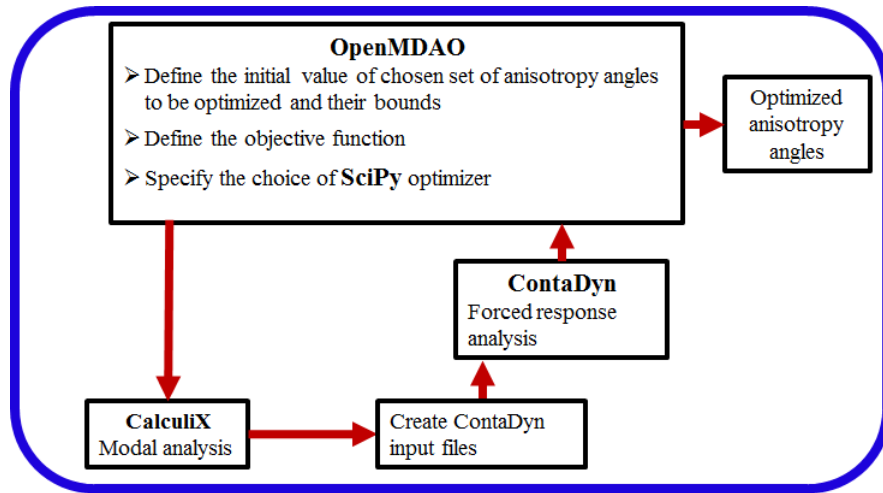 OpenMDAO
➤ Define the initial value of chosen set of anisotropy angles
to be optimized and their bounds
➤ Define the objective function
➤ Specify the choice of SciPy optimizer
Optimized
anisotropy
angles
ContaDyn
Forced response
analysis
CalculiX
Modal analysis
Create ContaDyn
input files